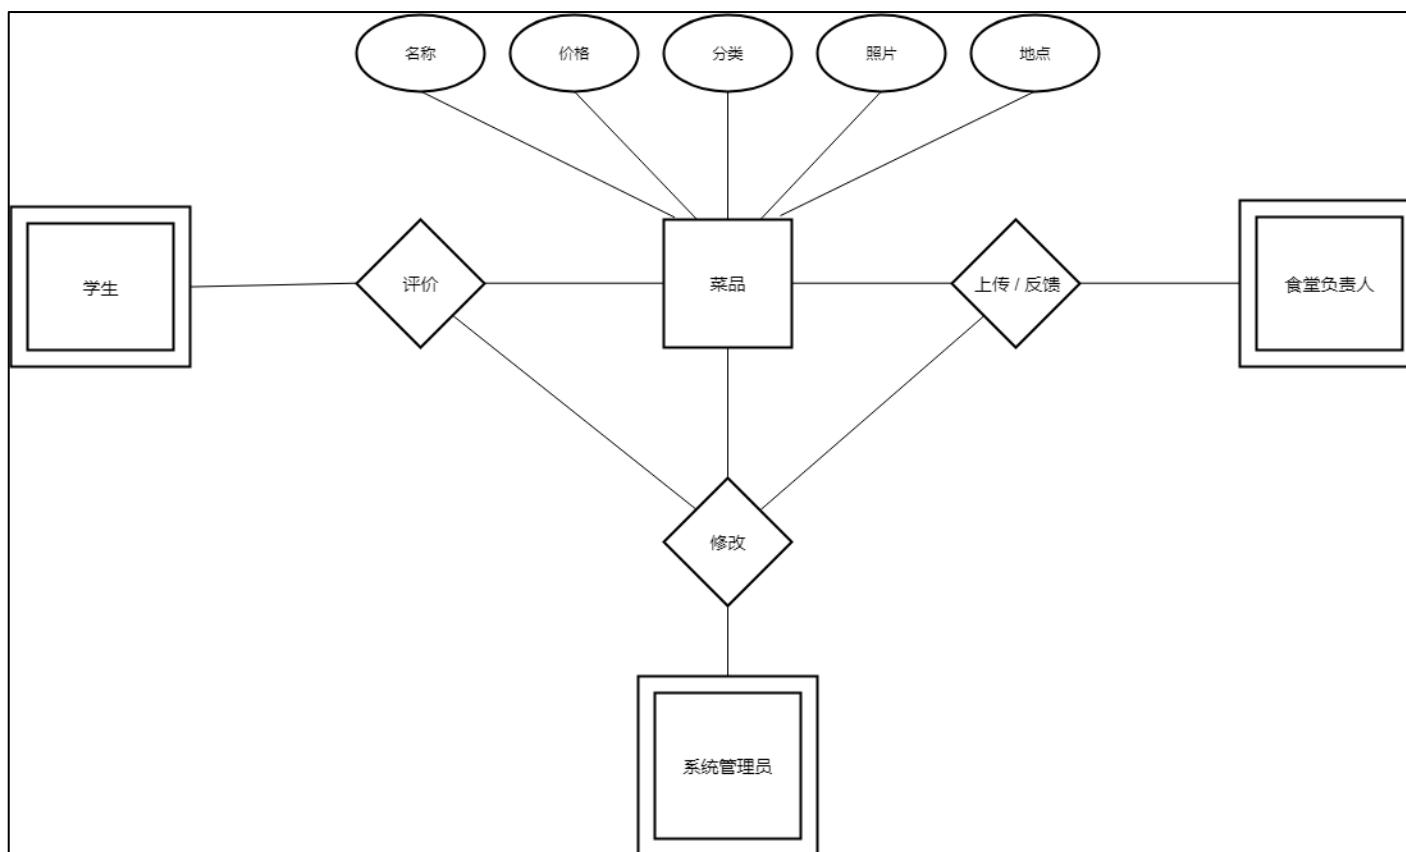 名称
价格
分类
照片
地点
学生
评价
菜品
上传 / 反馈
食堂负责人
修改
系统管理员